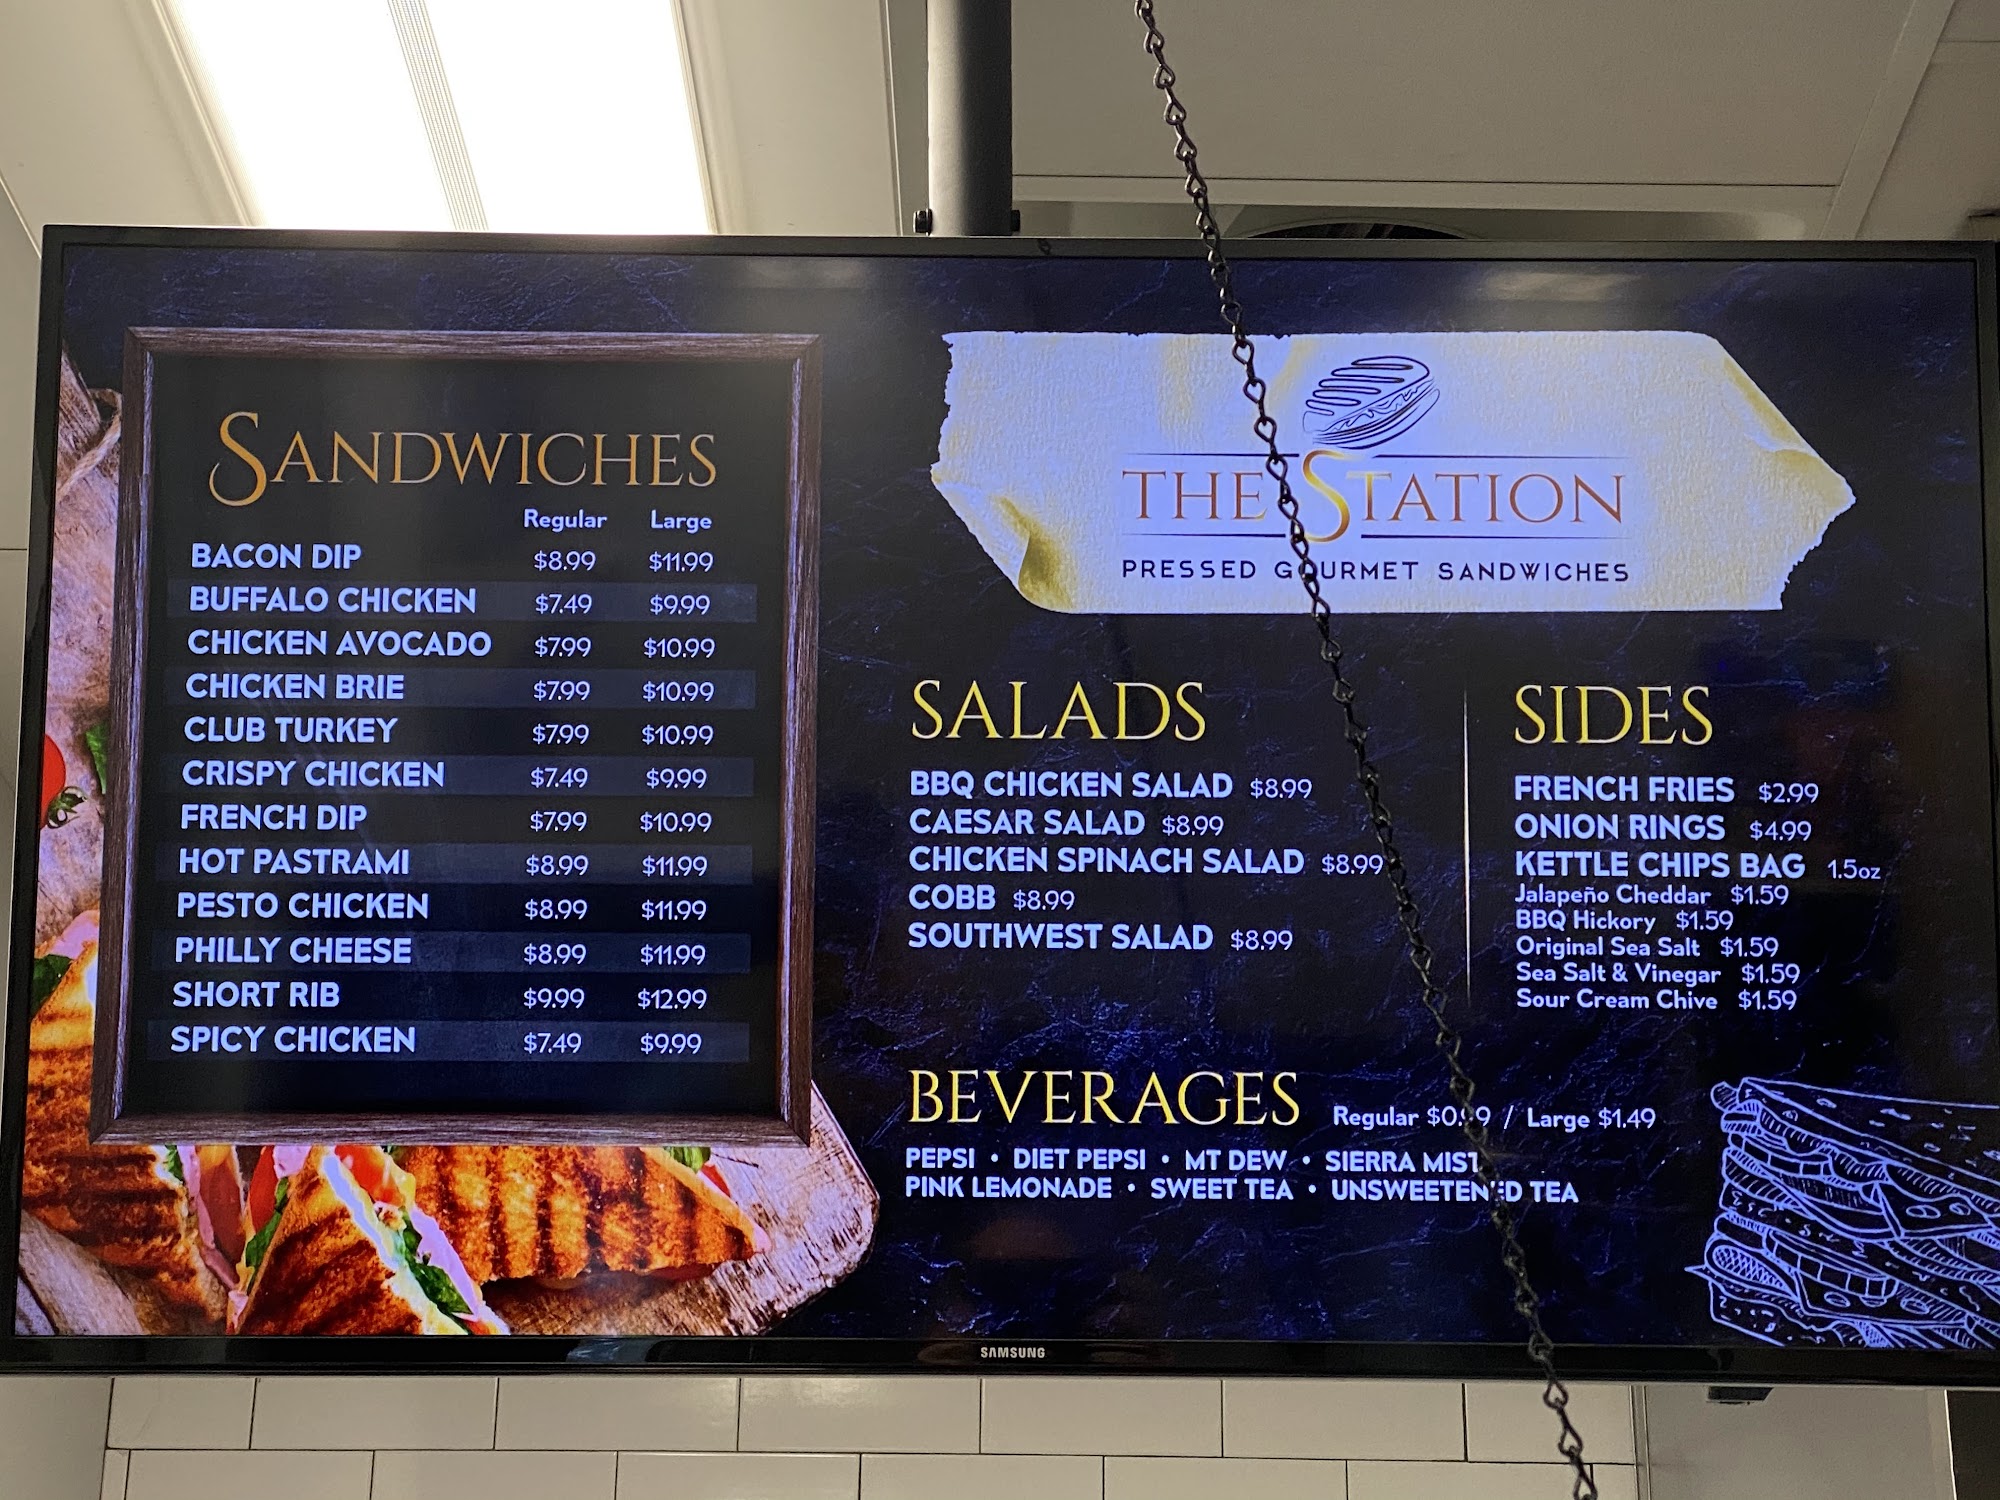 SANDWICHES
Regular Large
BACON DIP $8.99 $11.99
BUFFALO CHICKEN $7.49 $9.99
CHICKEN AVOCADO $7.99 $10.99
CHICKEN BRIE $7.99 $10.99
CLUB TURKEY $7.99 $10.99
CRISPY CHICKEN $7.49 $9.99
FRENCH DIP $7.99 $10.99
HOT PASTRAMI $8.99 $11.99
PESTO CHICKEN $8.99 $11.99
PHILLY CHEESE $8.99 $11.99
SHORT RIB $9.99 $12.99
SPICY CHICKEN $7.49 $9.99
THE STATION
PRESSED GOURMET SANDWICHES
SALADS
BBQ CHICKEN SALAD $8.99
CAESAR SALAD $8.99
CHICKEN SPINACH SALAD $8.99
COBB $8.99
SOUTHWEST SALAD $8.99
SIDES
FRENCH FRIES $2.99
ONION RINGS $4.99
KETTLE CHIPS BAG 1.5oz
Jalapeño Cheddar $1.59
BBQ Hickory $1.59
Original Sea Salt $1.59
Sea Salt & Vinegar $1.59
Sour Cream Chive $1.59
BEVERAGES Regular $0.99 / Large $1.49
PEPSI • DIET PEPSI • MT DEW • SIERRA MIST
PINK LEMONADE • SWEET TEA • UNSWEETENED TEA
SAMSUNG